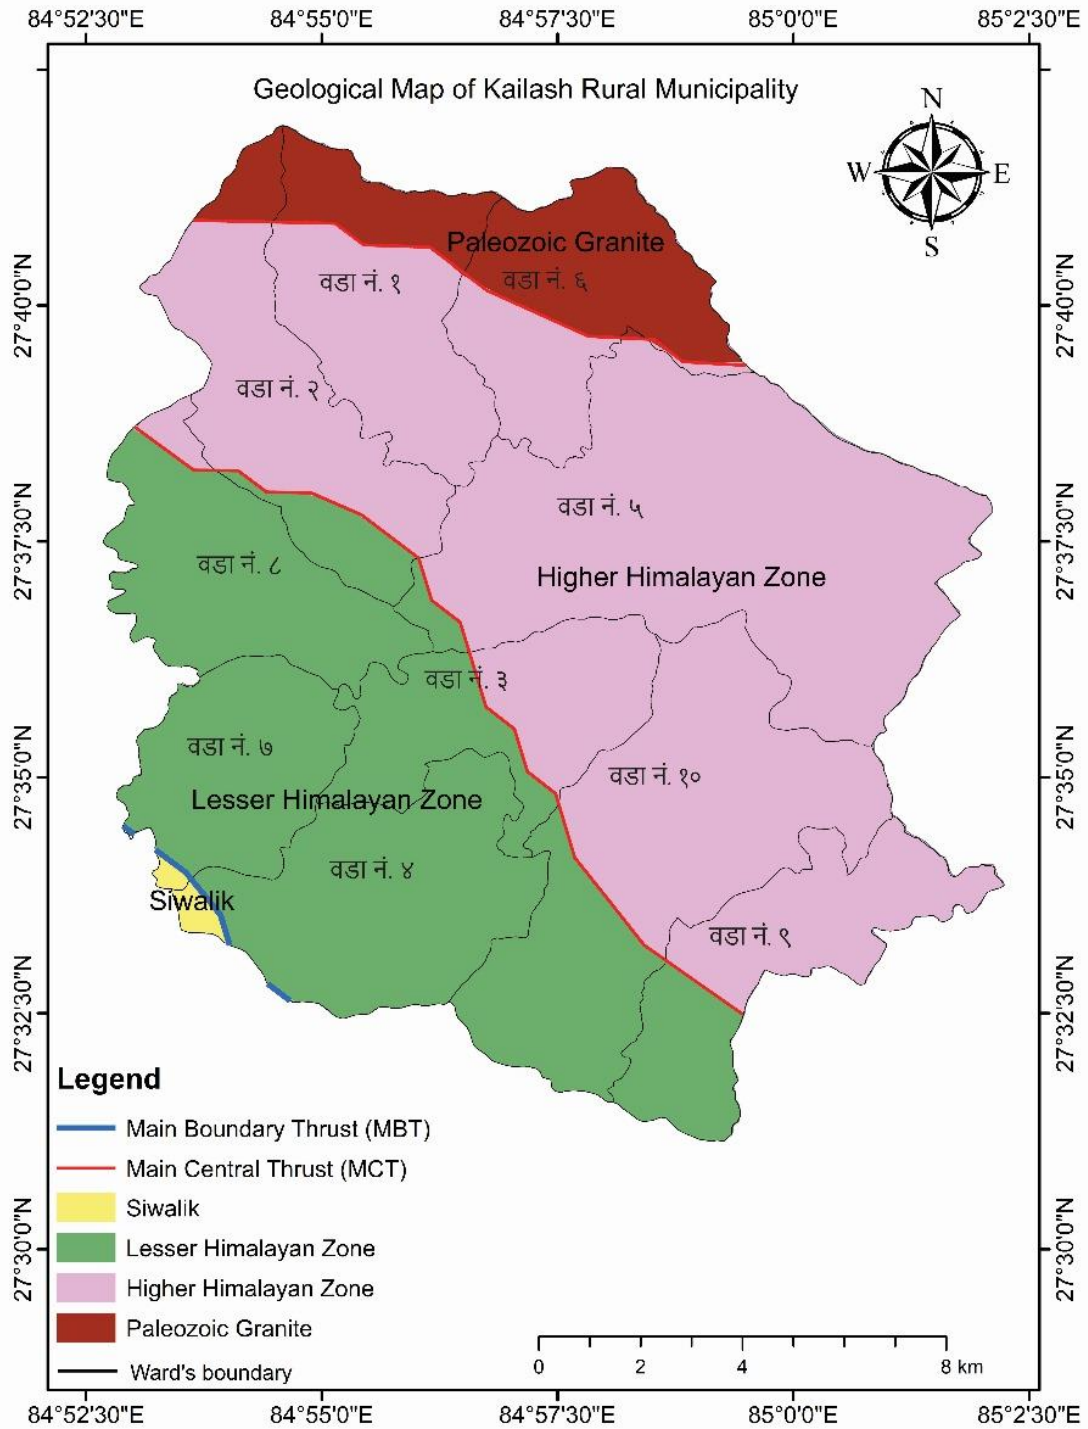 84°52'30"E 84°55'0"E 84°57'30"E 85°0'0"E 85°2'30"E
Geological Map of Kailash Rural Municipality
N
W E
S
Paleozoic Granite
वडा नं. ६
वडा नं. १
27°40'0"N 27°40'0"N
वडा नं. २
वडा नं. ५
27°37'30"N 27°37'30"N
वडा नं. ८
Higher Himalayan Zone
वडा नं. ३
वडा नं. ७
वडा नं. १०
27°35'0"N 27°35'0"N
Lesser Himalayan Zone
वडा नं. ४
Siwalik
वडा नं. ९
27°32'30"N 27°32'30"N
Legend
Main Boundary Thrust (MBT)
Main Central Thrust (MCT)
Siwalik
Lesser Himalayan Zone
27°30'0"N 27°30'0"N
Higher Himalayan Zone
Paleozoic Granite
Ward's boundary
0 2 4 8 km
84°52'30"E 84°55'0"E 84°57'30"E 85°0'0"E 85°2'30"E